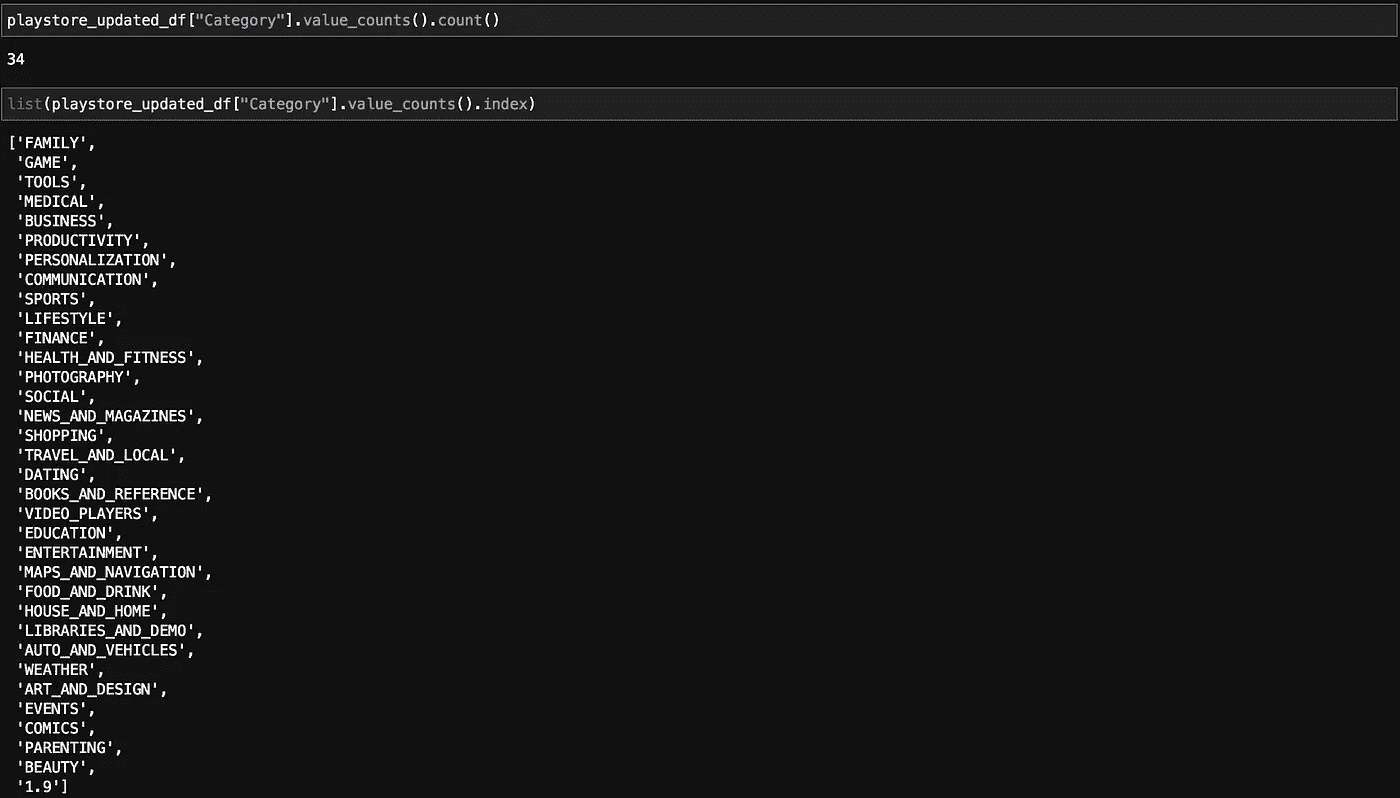 playstore_updated_df["Category"].value_counts().count()
34
list(playstore_updated_df["Category"].value_counts().index)
['FAMILY',
'GAME',
'TOOLS',
'MEDICAL',
'BUSINESS',
'PRODUCTIVITY',
'PERSONALIZATION',
'COMMUNICATION',
'SPORTS',
'LIFESTYLE',
'FINANCE',
'HEALTH_AND_FITNESS',
'PHOTOGRAPHY',
'SOCIAL',
'NEWS_AND_MAGAZINES',
'SHOPPING',
'TRAVEL_AND_LOCAL',
'DATING',
'BOOKS_AND_REFERENCE',
'VIDEO_PLAYERS',
'EDUCATION',
'ENTERTAINMENT',
'MAPS_AND_NAVIGATION',
'FOOD_AND_DRINK',
'HOUSE_AND_HOME',
'LIBRARIES_AND_DEMO',
'AUTO_AND_VEHICLES',
'WEATHER',
'ART_AND_DESIGN',
'EVENTS',
'COMICS',
'PARENTING',
'BEAUTY',
'1.9']